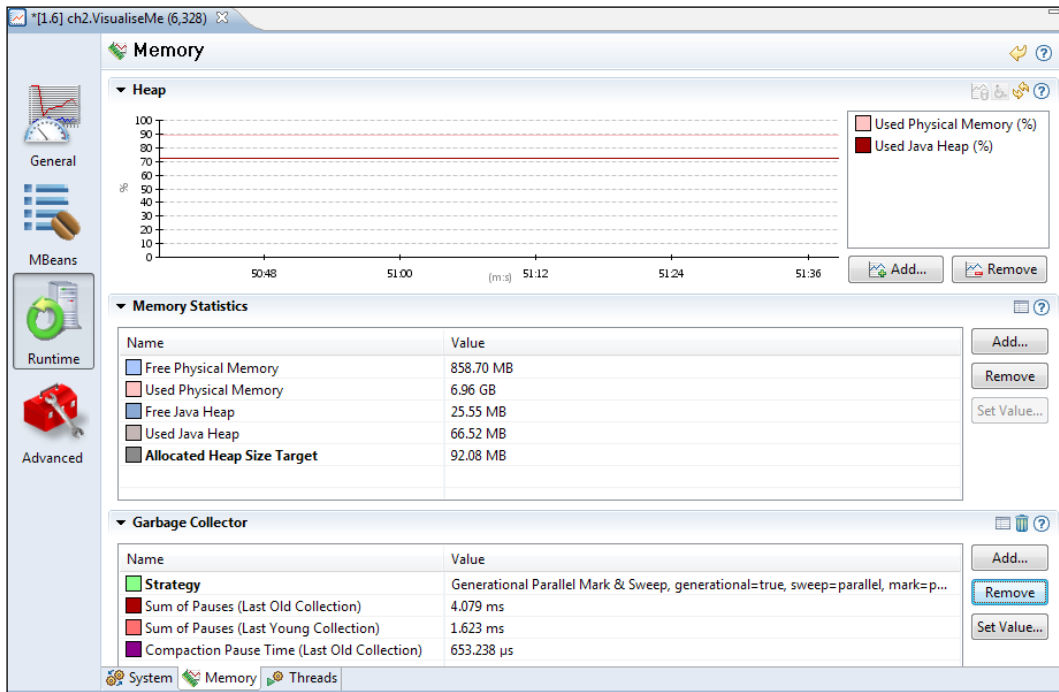 *[1.6] ch2.VisualiseMe (6,328)
Memory
General
MBeans
Runtime
Advanced
Heap
100
90
80
70
60
50
40
30
20
10
0
%
50:48
51:00
(m:s)
51:12
51:24
51:36
Used Physical Memory (%)
Used Java Heap (%)
Add...
Remove
Memory Statistics
Name Value
Free Physical Memory 858.70 MB
Used Physical Memory 6.96 GB
Free Java Heap 25.55 MB
Used Java Heap 66.52 MB
Allocated Heap Size Target 92.08 MB
Add...
Remove
Set Value...
Garbage Collector
Name Value
Strategy Generational Parallel Mark & Sweep, generational=true, sweep=parallel, mark=p...
Sum of Pauses (Last Old Collection) 4.079 ms
Sum of Pauses (Last Young Collection) 1.623 ms
Compaction Pause Time (Last Old Collection) 653.238 µs
Add...
Remove
Set Value...
System Memory Threads